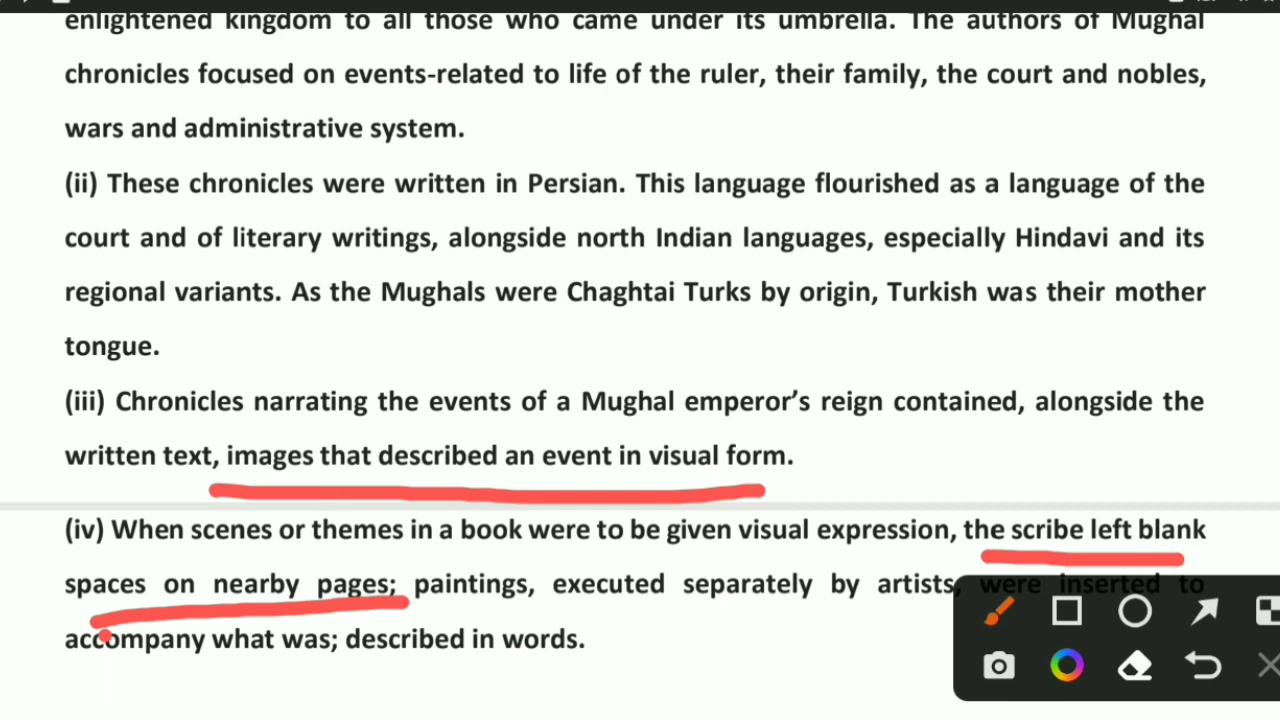 enlightened kingdom to all those who came under its umbrella. The authors of Mughal
chronicles focused on events-related to life of the ruler, their family, the court and nobles,
wars and administrative system.
(ii) These chronicles were written in Persian. This language flourished as a language of the
court and of literary writings, alongside north Indian languages, especially Hindavi and its
regional variants. As the Mughals were Chaghtai Turks by origin, Turkish was their mother
tongue.
(iii) Chronicles narrating the events of a Mughal emperor’s reign contained, alongside the
written text, images that described an event in visual form.
(iv) When scenes or themes in a book were to be given visual expression, the scribe left blank
spaces on nearby pages; paintings, executed separately by artists, were inserted to
accompany what was; described in words.